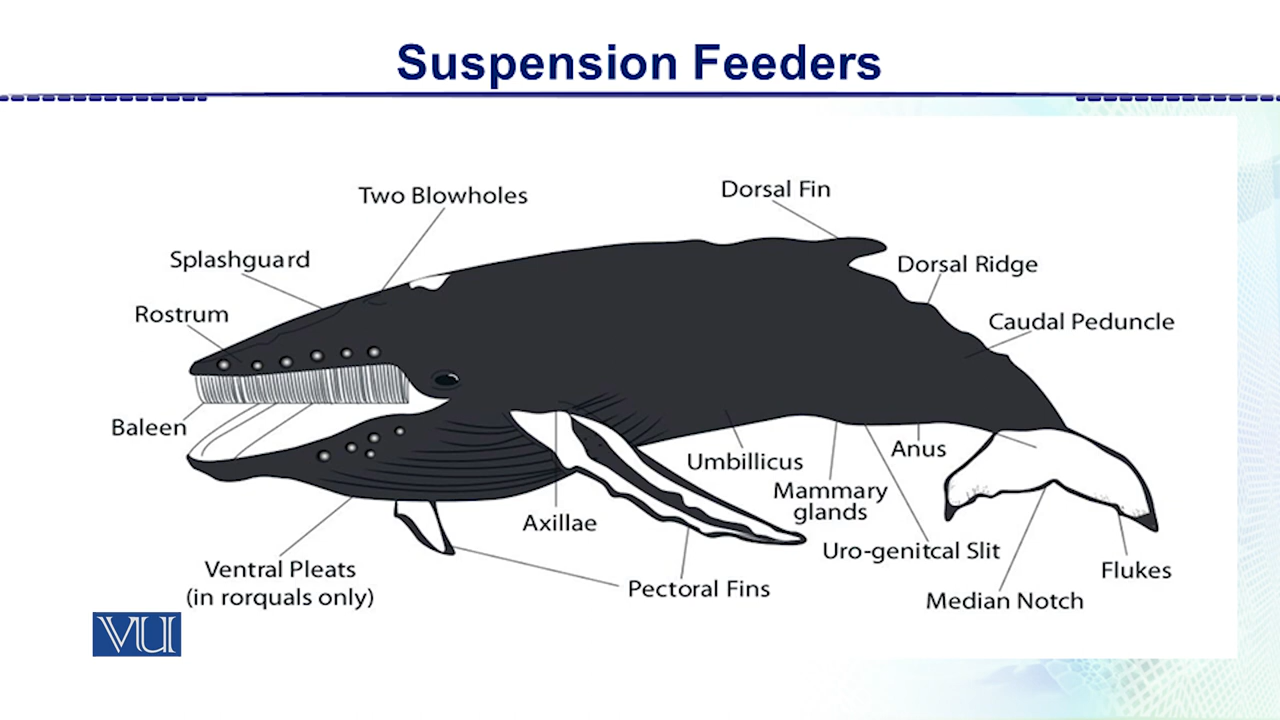 Suspension Feeders
Two Blowholes
Dorsal Fin
Splashguard
Dorsal Ridge
Rostrum
Caudal Peduncle
Baleen
Anus
Umbillicus
Mammary
glands
Axillae
Uro-genitcal Slit
Ventral Pleats
(in rorquals only)
Pectoral Fins
Flukes
Median Notch
VU